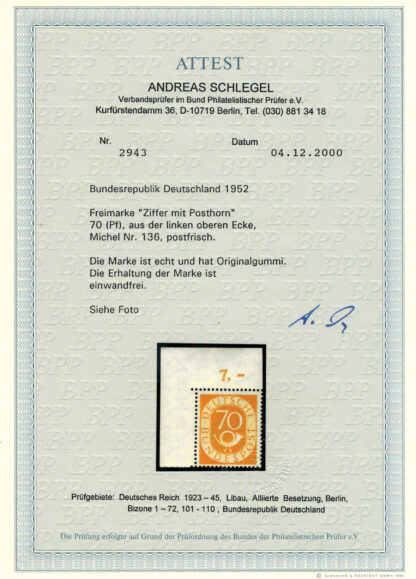 ATTEST
ANDREAS SCHLEGEL
Verbandsprüfer im Bund Philatelistischer Prüfer e.V.
Kurfürstendamm 36, D-10719 Berlin, Tel. (030) 881 34 18
Nr. Datum
2943 04.12.2000
Bundesrepublik Deutschland 1952
Freimarke "Ziffer mit Posthorn"
70 (Pf), aus der linken oberen Ecke,
Michel Nr. 136, postfrisch.
Die Marke ist echt und hat Originalgummi.
Die Erhaltung der Marke ist
einwandfrei.
Siehe Foto
7,-
70
DEUTSCHE BUNDESPOST
Prüfgebiete: Deutsches Reich 1923 – 45, Libau, Alliierte Besetzung, Berlin,
Bizone 1 – 72, 101 - 110 , Bundesrepublik Deutschland
Die Prüfung erfolgte auf Grund der Prüfordnung des Bundes der Philatelistischen Prüfer e.V.